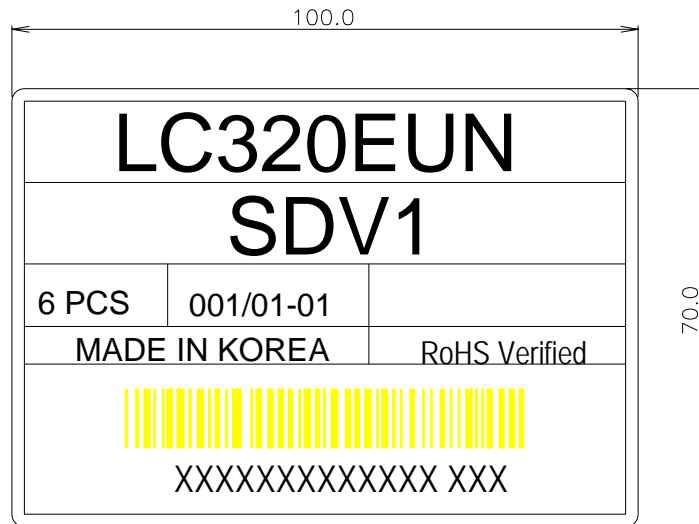 100.0
LC320EUN
SDV1
70.0
6 PCS 001/01-01
MADE IN KOREA RoHS Verified
XXXXXXXXXXXXX XXX